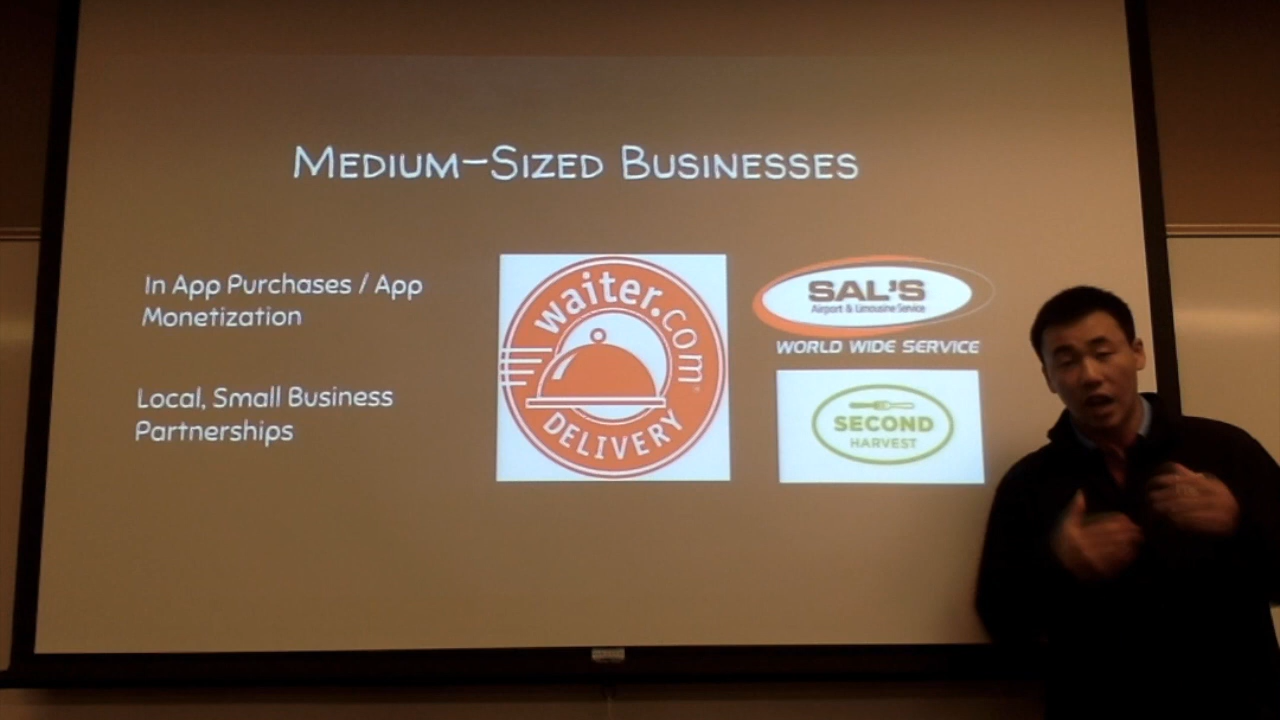 Medium-Sized Businesses
In App Purchases / App
Monetization
Local, Small Business
Partnerships
waiter.com
DELIVERY
SAL'S
Airport & Limousine Service
WORLD WIDE SERVICE
SECOND
HARVEST